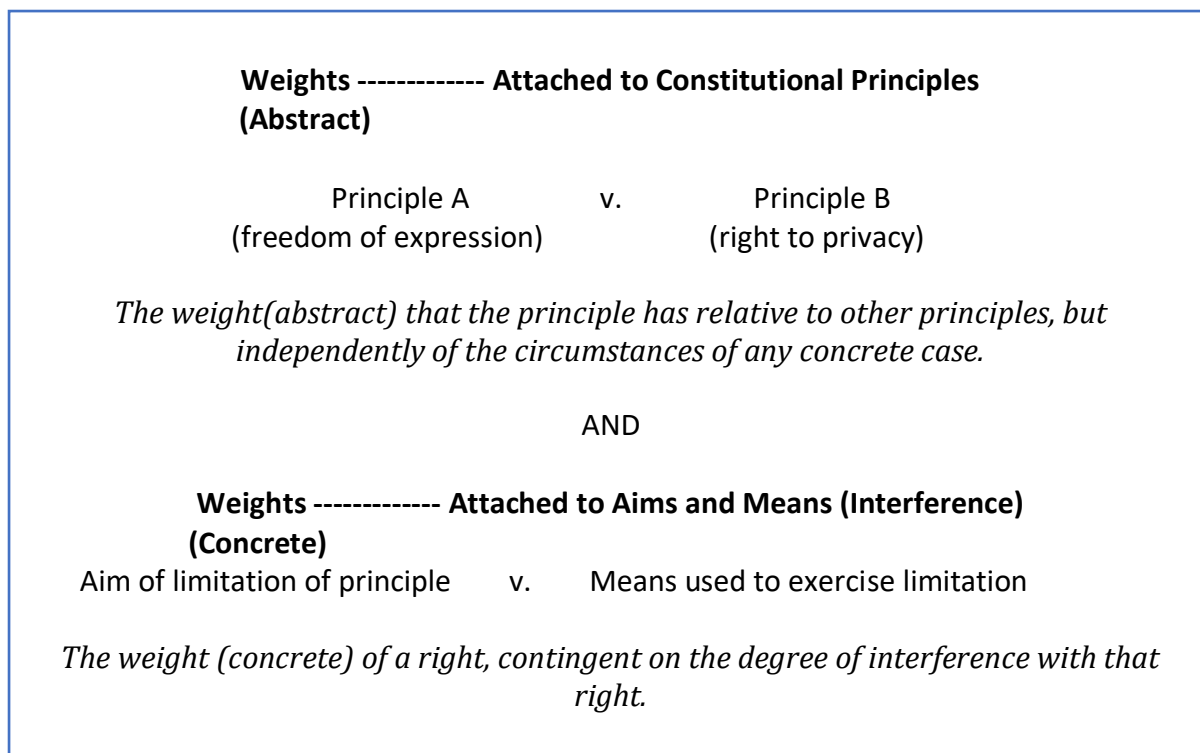 Weights ------------- Attached to Constitutional Principles
(Abstract)
Principle A v. Principle B
(freedom of expression) (right to privacy)
The weight(abstract) that the principle has relative to other principles, but
independently of the circumstances of any concrete case.
AND
Weights ------------- Attached to Aims and Means (Interference)
(Concrete)
Aim of limitation of principle v. Means used to exercise limitation
The weight (concrete) of a right, contingent on the degree of interference with that
right.